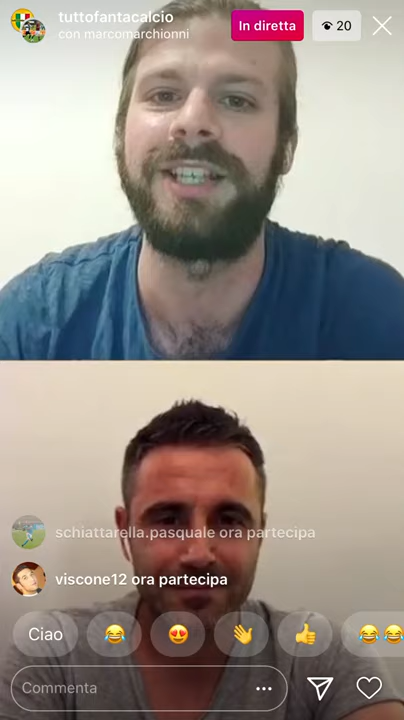 tuttofantacalcio
con marcomarchionni
In diretta
20
schiattarella.pasquale ora partecipa
viscone12 ora partecipa
Ciao
Commenta